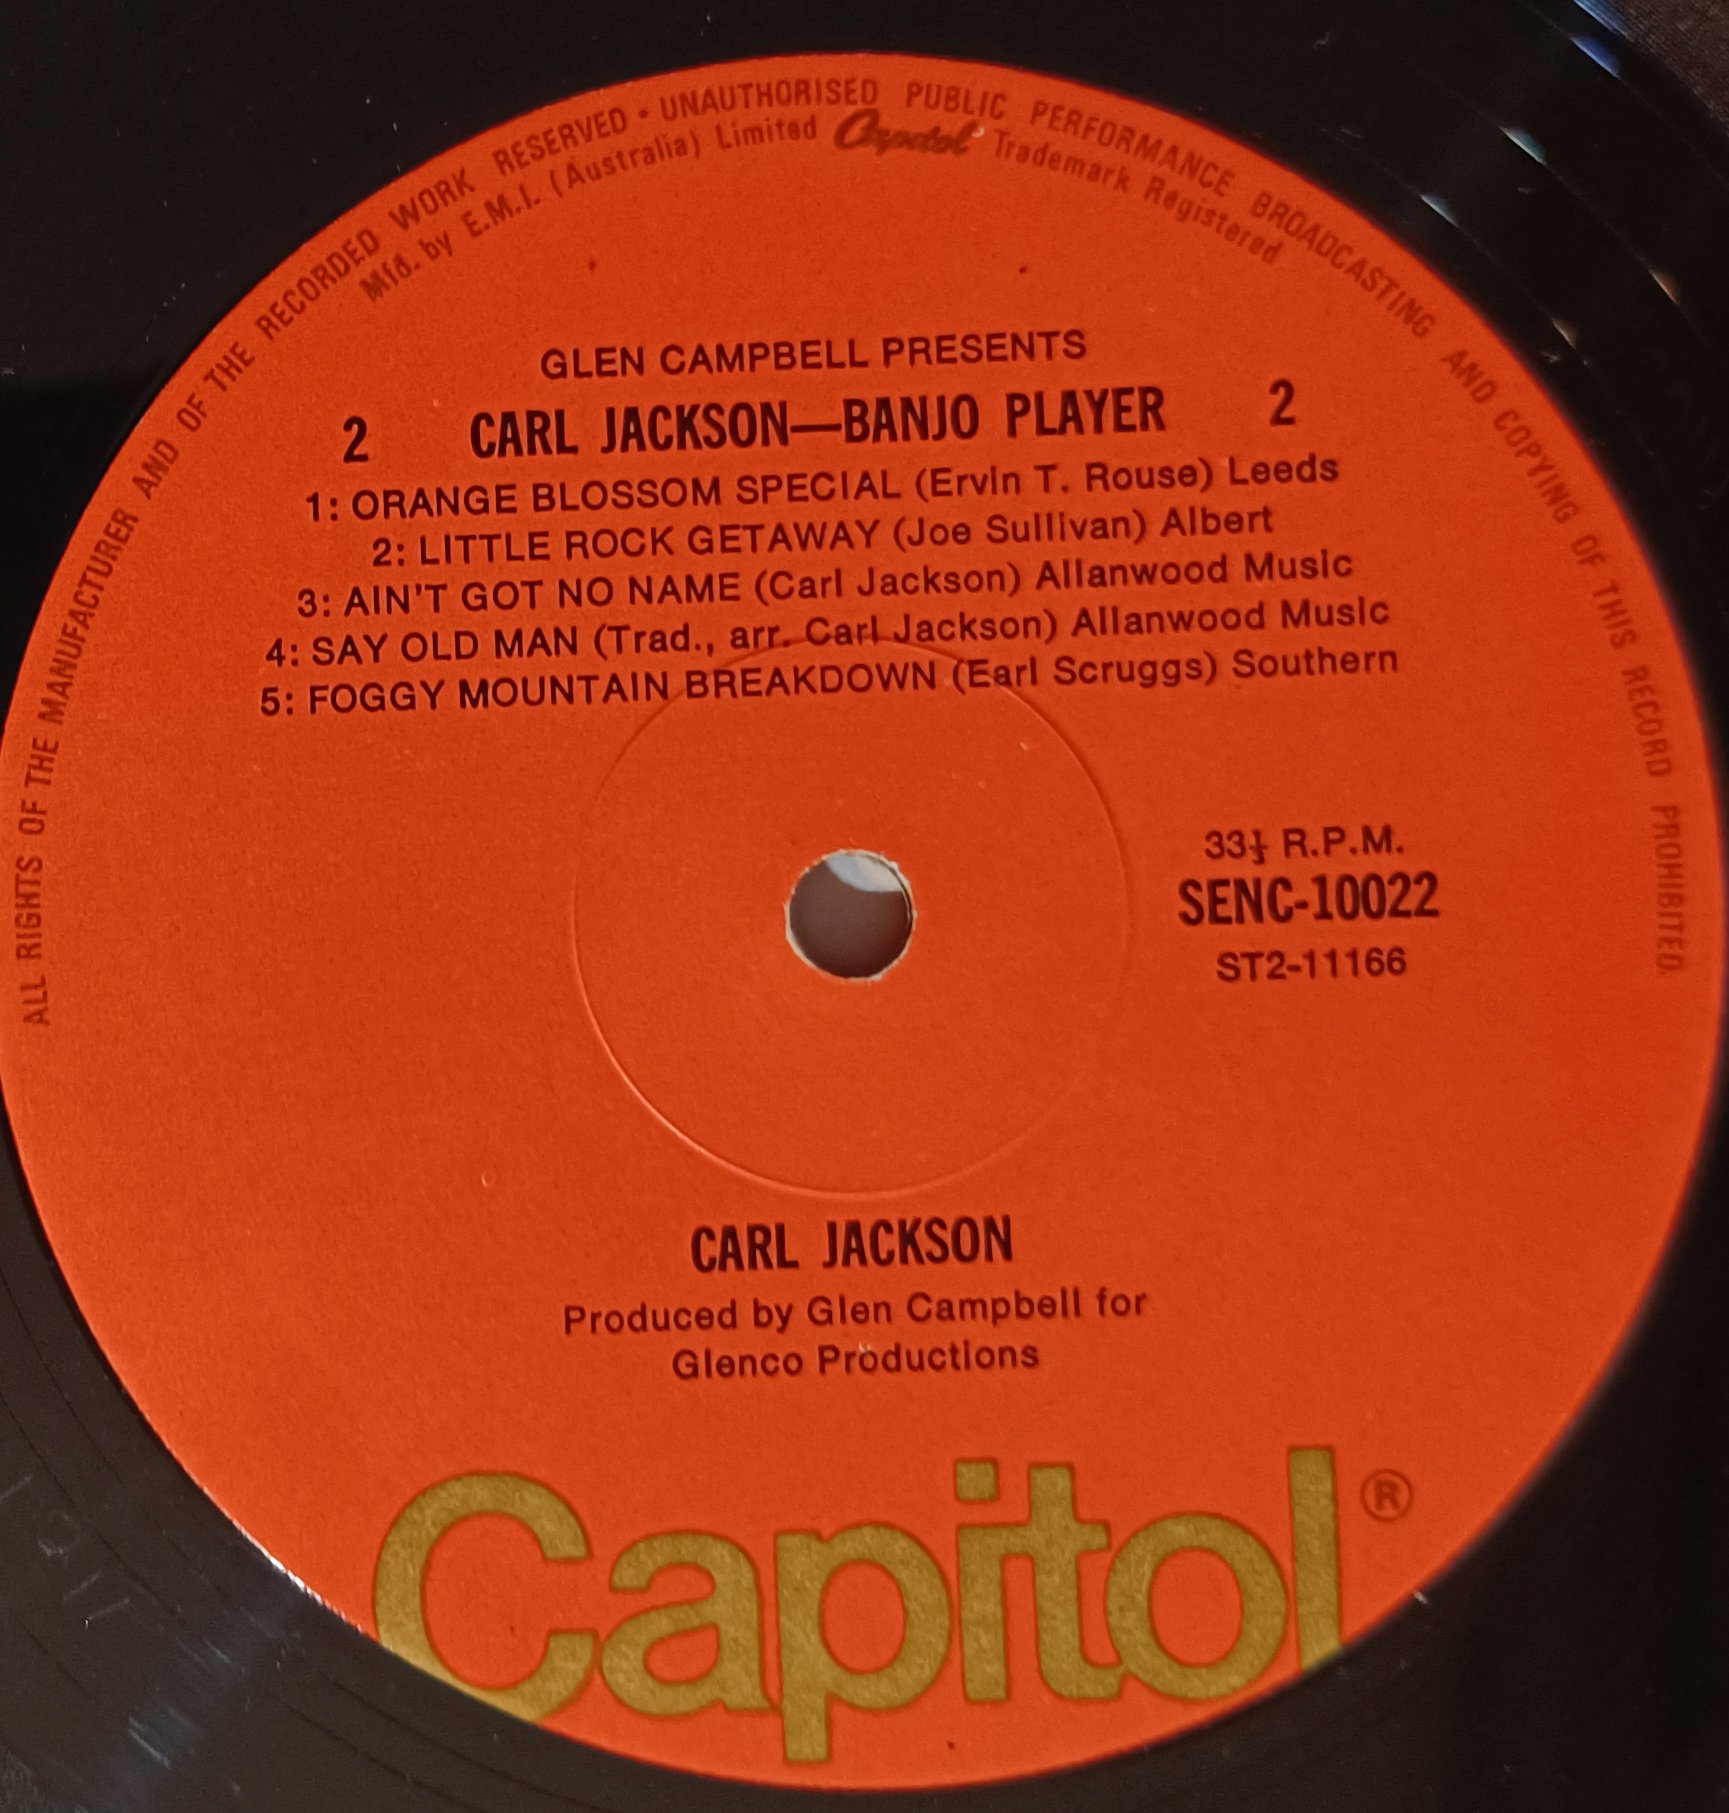 ALL RIGHTS OF THE MANUFACTURER AND OF THE RECORDED WORK RESERVED • UNAUTHORISED PUBLIC PERFORMANCE BROADCASTING AND COPYING OF THIS RECORD PROHIBITED.
Mfd. by E.M.I. (Australia) Limited Capitol Trademark Registered
GLEN CAMPBELL PRESENTS
2 CARL JACKSON—BANJO PLAYER 2
1: ORANGE BLOSSOM SPECIAL (Ervin T. Rouse) Leeds
2: LITTLE ROCK GETAWAY (Joe Sullivan) Albert
3: AIN'T GOT NO NAME (Carl Jackson) Allanwood Music
4: SAY OLD MAN (Trad., arr. Carl Jackson) Allanwood Music
5: FOGGY MOUNTAIN BREAKDOWN (Earl Scruggs) Southern
33⅓ R.P.M.
SENC-10022
ST2-11166
CARL JACKSON
Produced by Glen Campbell for
Glenco Productions
Capitol ®